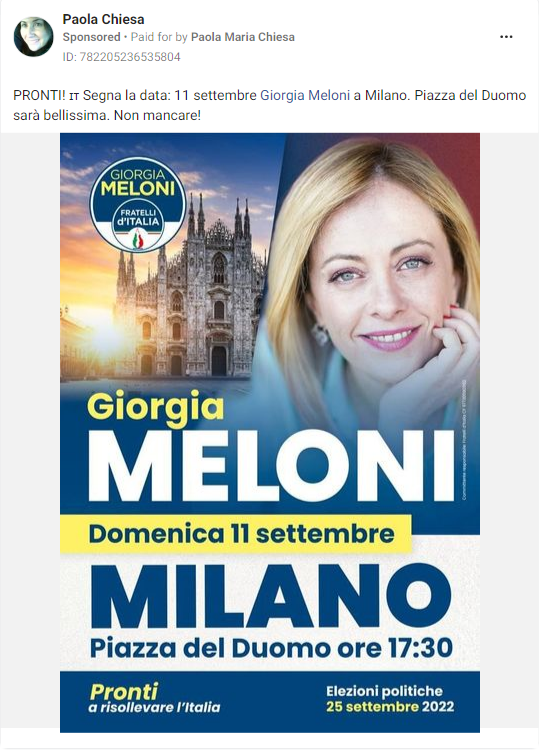 Paola Chiesa
Sponsored • Paid for by Paola Maria Chiesa
ID: 782205236535804
PRONTI! IT Segna la data: 11 settembre Giorgia Meloni a Milano. Piazza del Duomo
sarà bellissima. Non mancare!
GIORGIA
MELONI
FRATELLI
d'ITALIA
Giorgia
MELONI
Domenica 11 settembre
MILANO
Piazza del Duomo ore 17:30
Pronti
a risollevare l'Italia
Elezioni politiche
25 settembre 2022